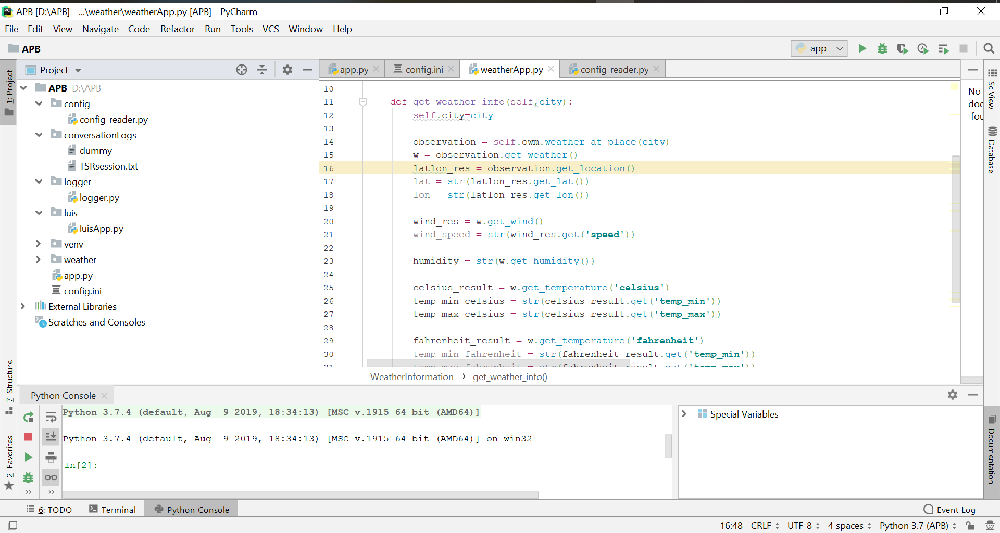 APB [D:\APB] - ...\weather\weatherApp.py [APB] - PyCharm
File Edit View Navigate Code Refactor Run Tools VCS Window Help
APB
app
1: Project
Project
APB D:\APB
config
config_reader.py
conversationLogs
dummy
TSRsession.txt
logger
logger.py
luis
luisApp.py
venv
weather
app.py
config.ini
External Libraries
Scratches and Consoles
app.py config.ini weatherApp.py config_reader.py
10
11 def get_weather_info(self,city):
12 self.city=city
13
14 observation = self.owm.weather_at_place(city)
15 w = observation.get_weather()
16 latlon_res = observation.get_location()
17 lat = str(latlon_res.get_lat())
18 lon = str(latlon_res.get_lon())
19
20 wind_res = w.get_wind()
21 wind_speed = str(wind_res.get('speed'))
22
23 humidity = str(w.get_humidity())
24
25 celsius_result = w.get_temperature('celsius')
26 temp_min_celsius = str(celsius_result.get('temp_min'))
27 temp_max_celsius = str(celsius_result.get('temp_max'))
28
29 fahrenheit_result = w.get_temperature('fahrenheit')
30 temp_min_fahrenheit = str(fahrenheit_result.get('temp_min'))
31 temp_max_fahrenheit = str(fahrenheit_result.get('temp_max'))
WeatherInformation › get_weather_info()
No
doc
fou
SciView
Database
Documentation
7: Structure
2: Favorites
Python Console
Python 3.7.4 (default, Aug  9 2019, 18:34:13) [MSC v.1915 64 bit (AMD64)]
Python 3.7.4 (default, Aug  9 2019, 18:34:13) [MSC v.1915 64 bit (AMD64)] on win32
In[2]:
Special Variables
6: TODO Terminal Python Console Event Log
16:48 CRLF UTF-8 4 spaces Python 3.7 (APB)